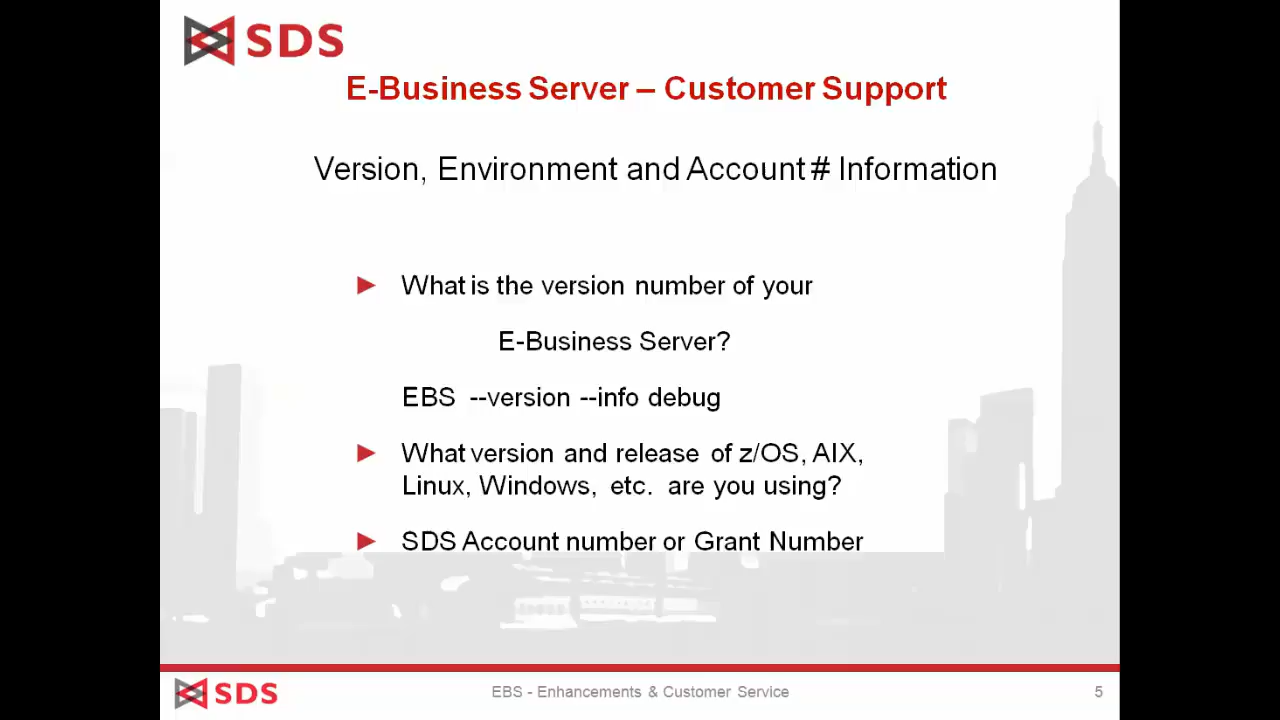 SDS
E-Business Server – Customer Support
Version, Environment and Account # Information
► What is the version number of your
E-Business Server?
EBS --version --info debug
► What version and release of z/OS, AIX,
Linux, Windows, etc. are you using?
► SDS Account number or Grant Number
SDS
EBS - Enhancements & Customer Service
5